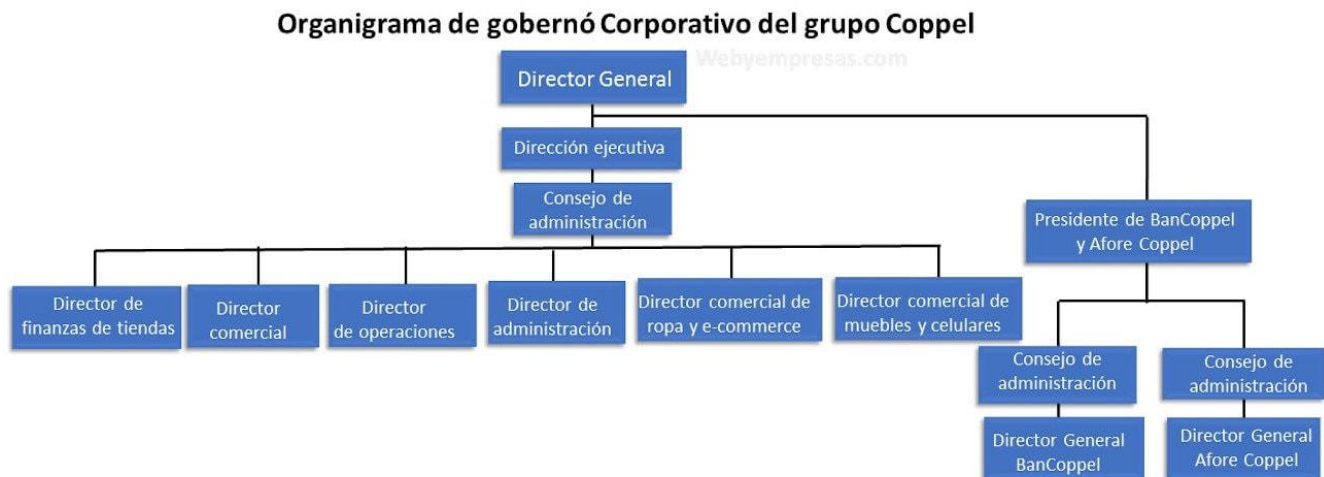 Organigrama de gobernó Corporativo del grupo Coppel
Webyempresas.com
Director General
Dirección ejecutiva
Consejo de
administración
Presidente de BanCoppel
y Afore Coppel
Director de
finanzas de tiendas
Director
comercial
Director
de operaciones
Director de
administración
Director comercial de
ropa y e-commerce
Director comercial de
muebles y celulares
Consejo de
administración
Consejo de
administración
Director General
BanCoppel
Director General
Afore Coppel